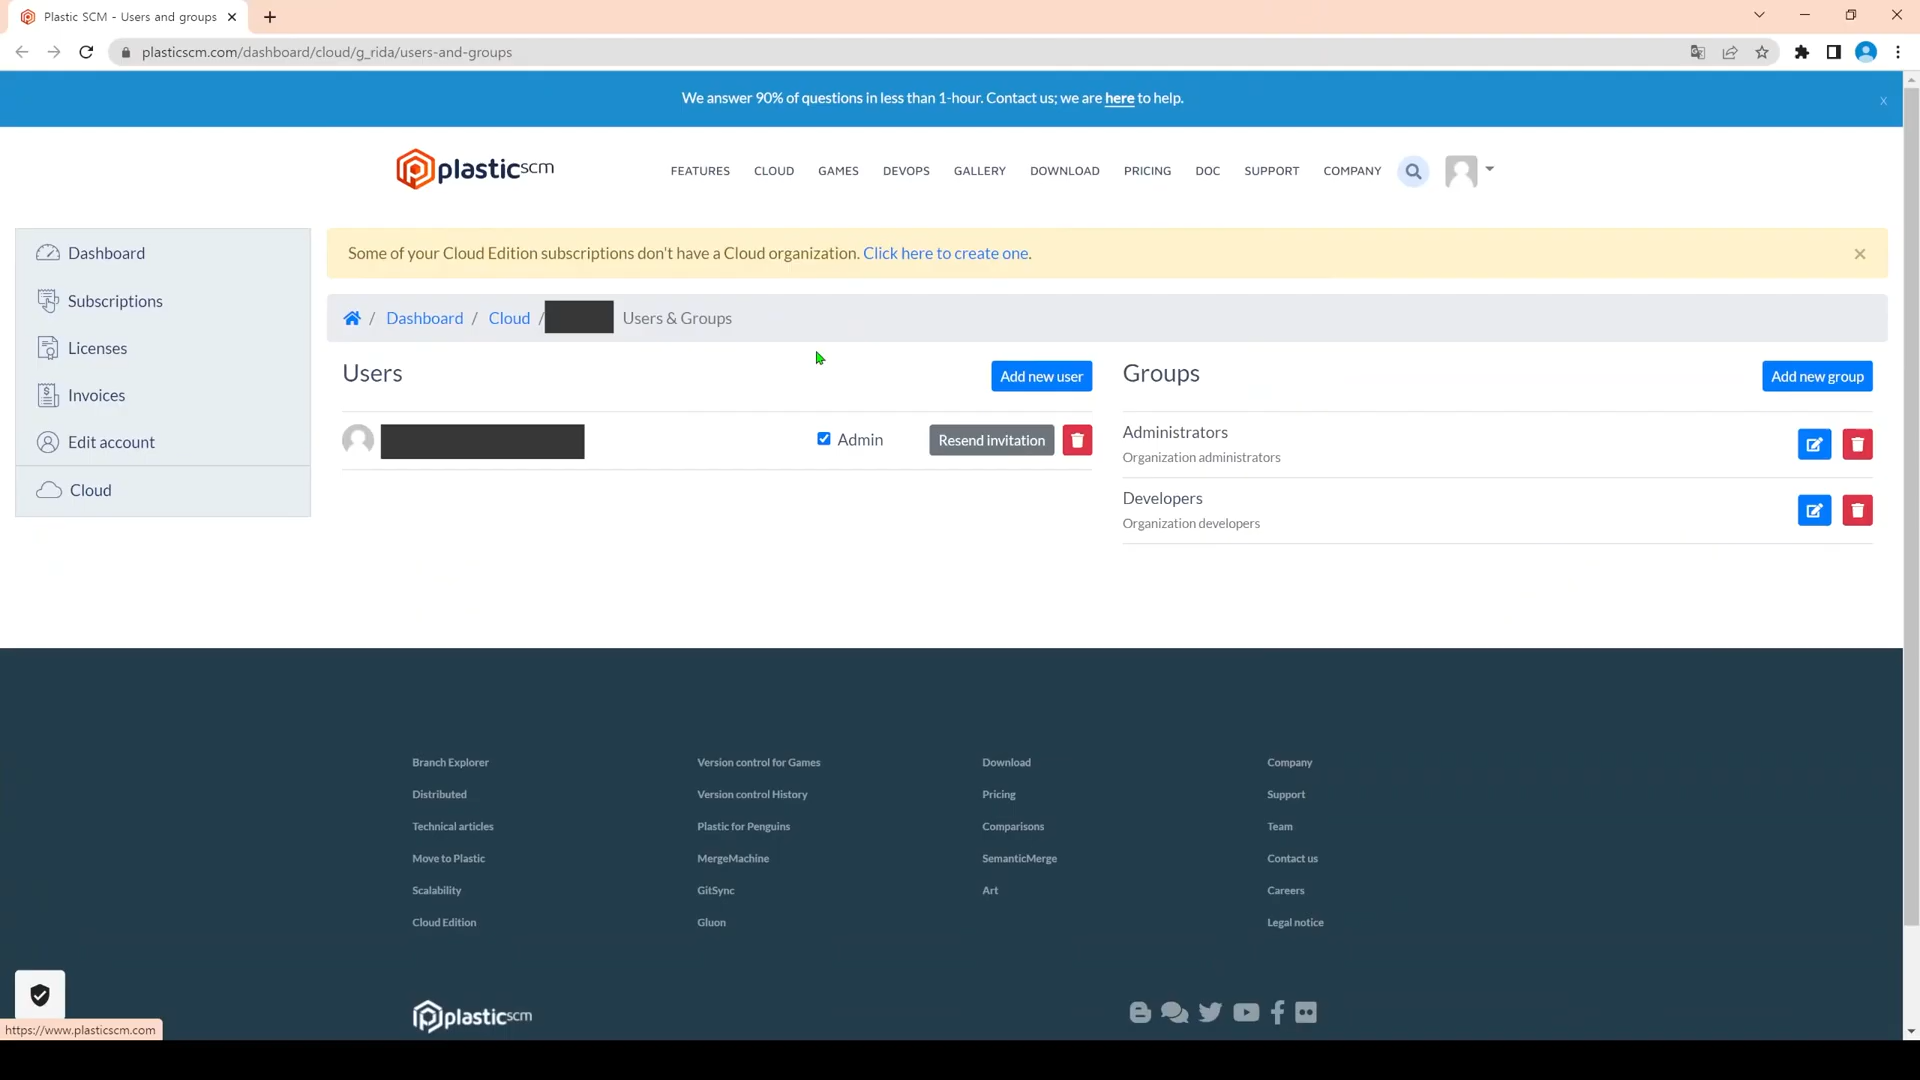 Plastic SCM - Users and groups
plasticscm.com/dashboard/cloud/g_rida/users-and-groups
We answer 90% of questions in less than 1-hour. Contact us; we are here to help.
x
plasticscm
FEATURES CLOUD GAMES DEVOPS GALLERY DOWNLOAD PRICING DOC SUPPORT COMPANY
Dashboard
Subscriptions
Licenses
Invoices
Edit account
Cloud
Some of your Cloud Edition subscriptions don't have a Cloud organization. Click here to create one.
/ Dashboard / Cloud / Users & Groups
Users
Add new user
Admin
Resend invitation
Groups
Add new group
Administrators
Organization administrators
Developers
Organization developers
Branch Explorer
Distributed
Technical articles
Move to Plastic
Scalability
Cloud Edition
Version control for Games
Version control History
Plastic for Penguins
MergeMachine
GitSync
Gluon
Download
Pricing
Comparisons
SemanticMerge
Art
Company
Support
Team
Contact us
Careers
Legal notice
plasticscm
https://www.plasticscm.com